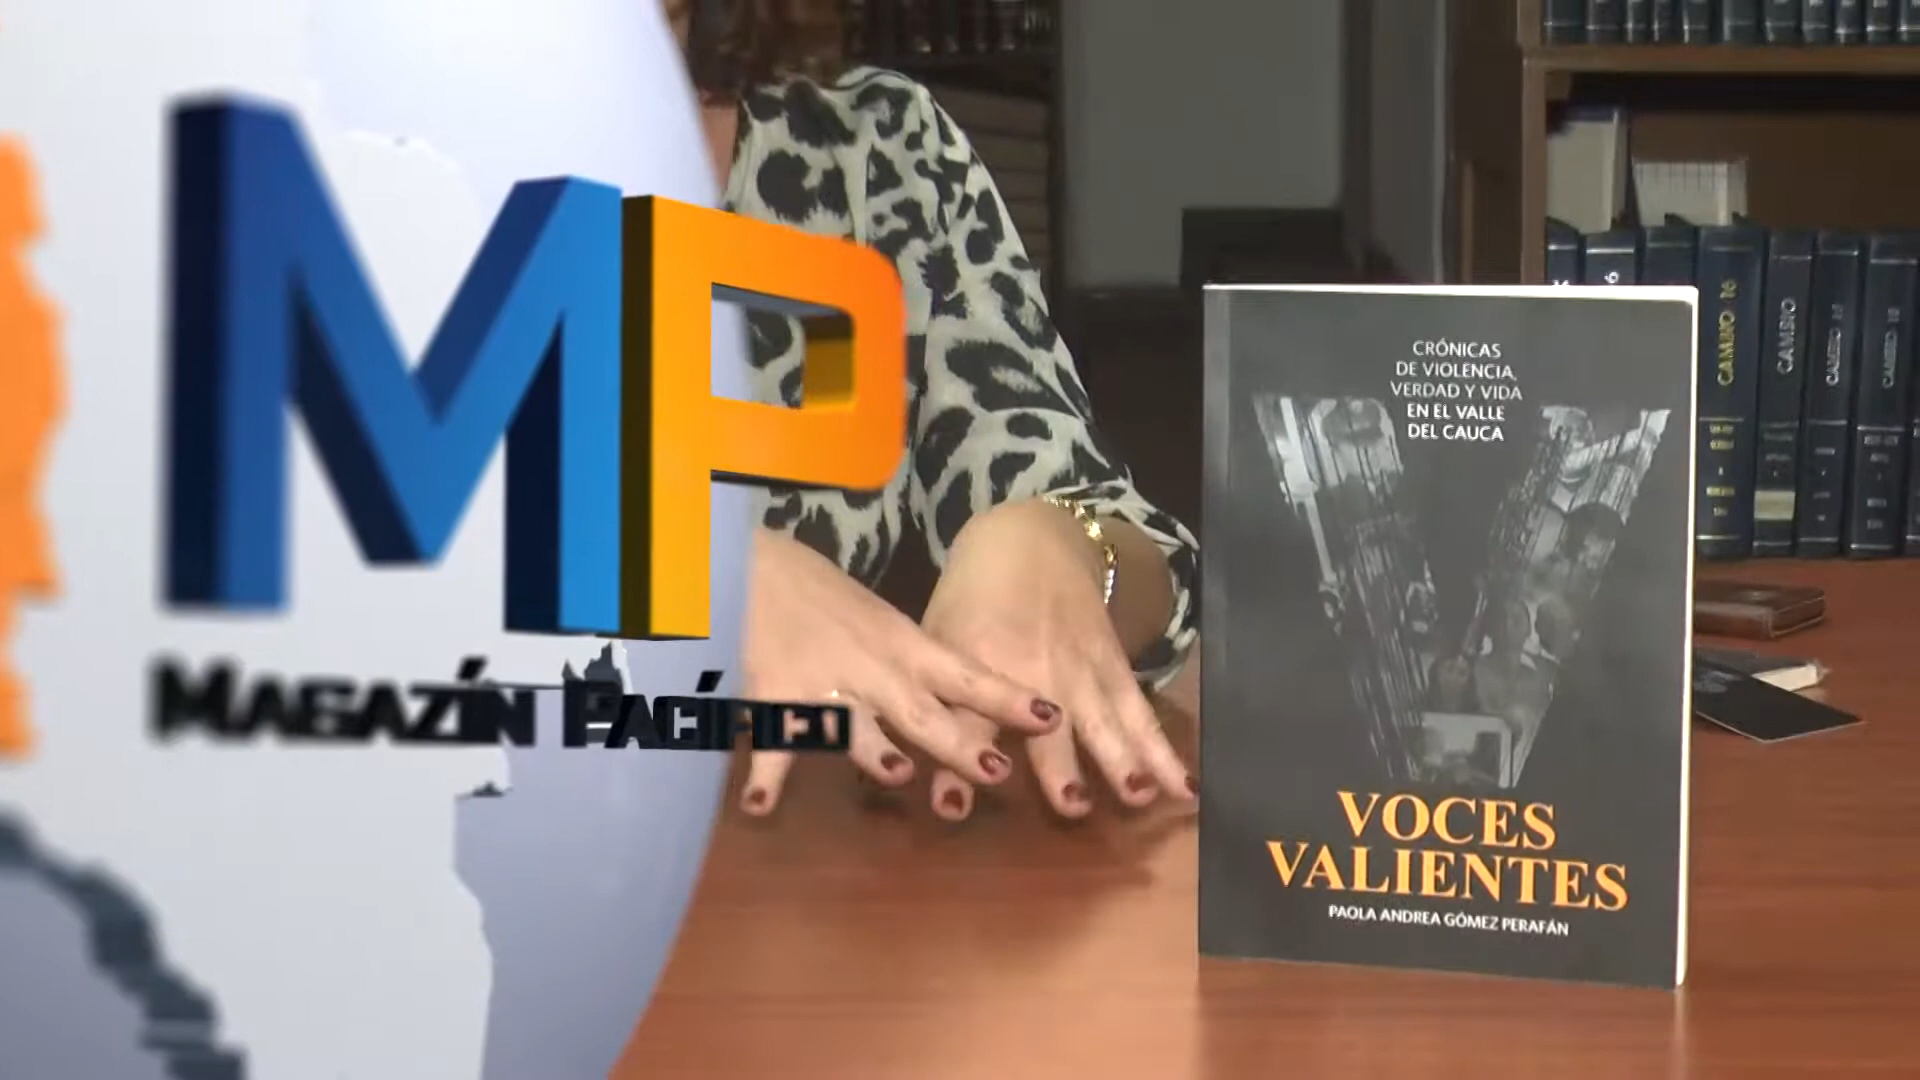 MP
MAGAZÍN PACÍFICO
CRÓNICAS
DE VIOLENCIA,
VERDAD Y VIDA
EN EL VALLE
DEL CAUCA
VOCES
VALIENTES
PAOLA ANDREA GÓMEZ PERAFÁN
CAMBIO 16
CAMBIO
CAMBIO 16
CAMBIO 16